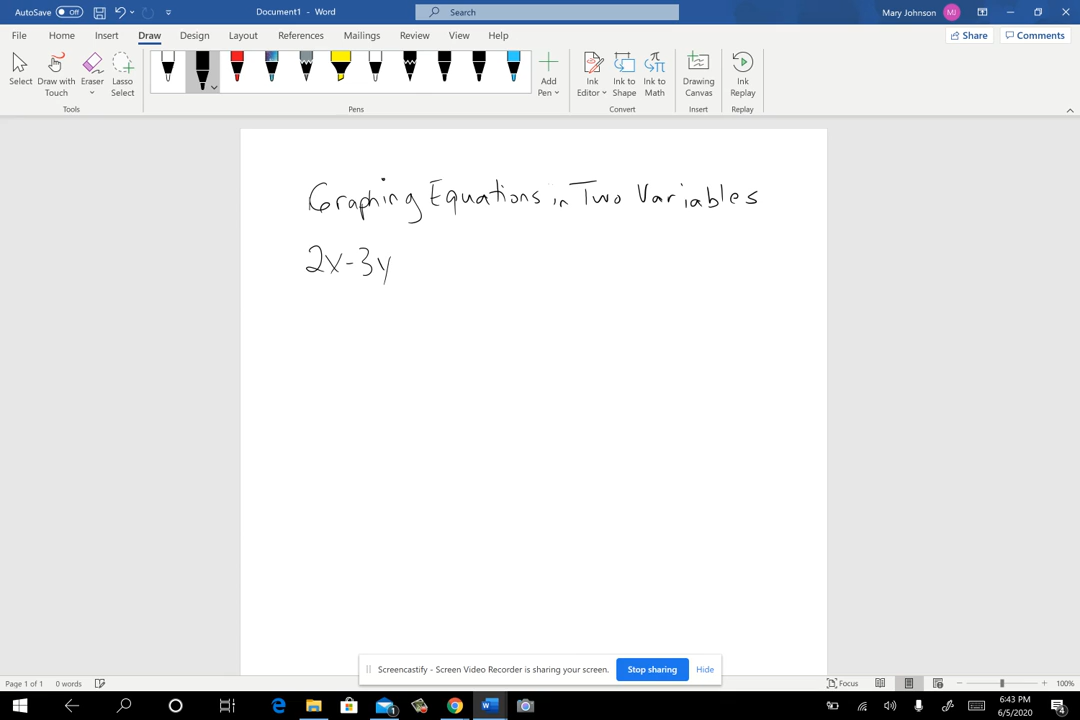 AutoSave Off Document1 - Word Search Mary Johnson MJ
File Home Insert Draw Design Layout References Mailings Review View Help Share Comments
Select Draw with Touch Eraser Lasso Select Add Pen Ink Editor Ink to Shape Ink to Math Drawing Canvas Ink Replay
Tools Pens Convert Insert Replay
Graphing Equations in Two Variables
2x-3y
Screencastify - Screen Video Recorder is sharing your screen. Stop sharing Hide
Page 1 of 1 0 words Focus 100%
6:43 PM
6/5/2020 4